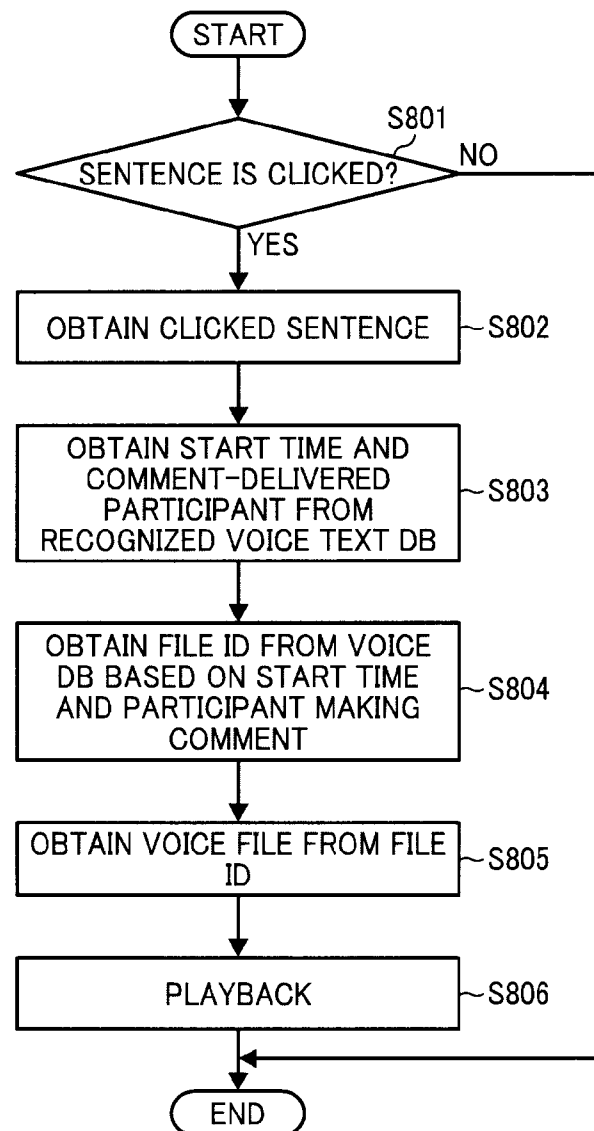 START
S801
SENTENCE IS CLICKED?
NO
YES
OBTAIN CLICKED SENTENCE
S802
OBTAIN START TIME AND
COMMENT-DELIVERED
PARTICIPANT FROM
RECOGNIZED VOICE TEXT DB
S803
OBTAIN FILE ID FROM VOICE
DB BASED ON START TIME
AND PARTICIPANT MAKING
COMMENT
S804
OBTAIN VOICE FILE FROM FILE
ID
S805
PLAYBACK
S806
END